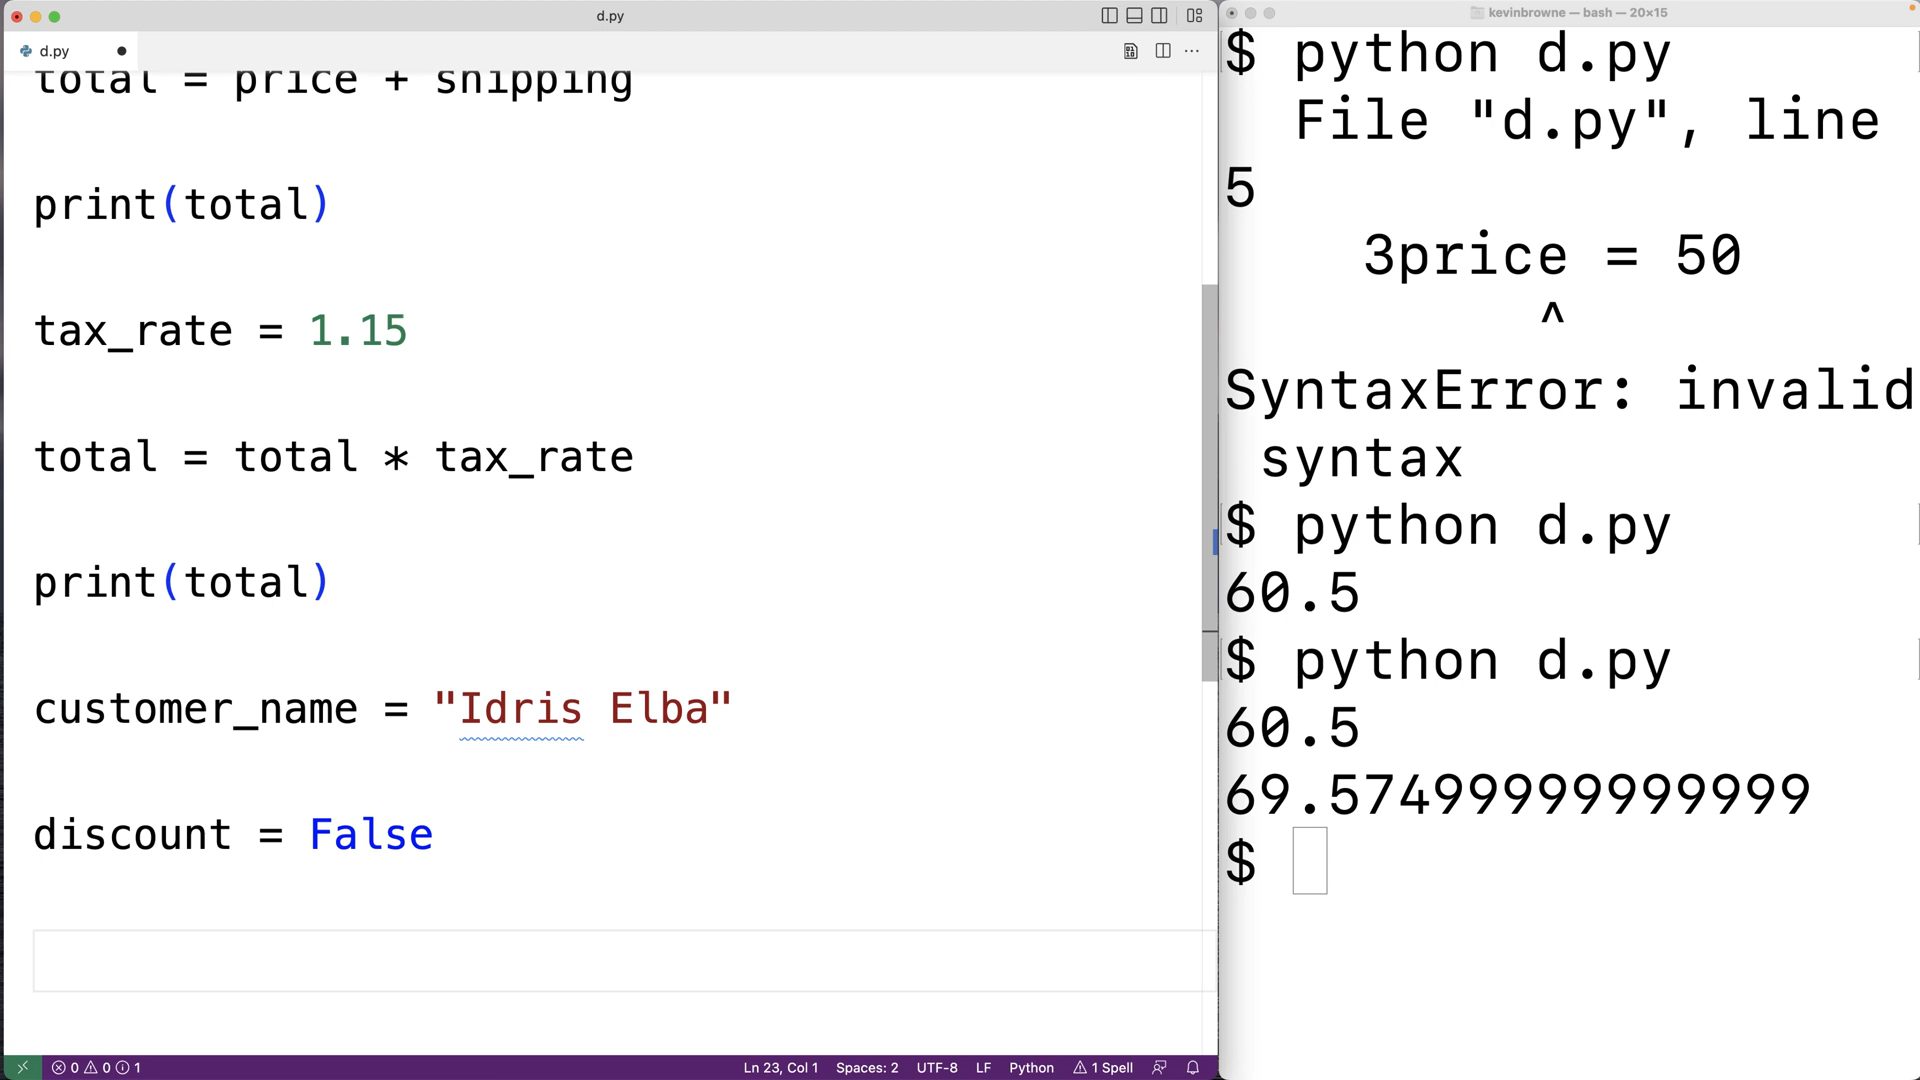 d.py
d.py
total = price + shipping
print(total)
tax_rate = 1.15
total = total * tax_rate
print(total)
customer_name = "Idris Elba"
discount = False
0 0 1
Ln 23, Col 1 Spaces: 2 UTF-8 LF Python 1 Spell
kevinbrowne — bash — 20×15
$ python d.py
File "d.py", line
5
3price = 50
^
SyntaxError: invalid
syntax
$ python d.py
60.5
$ python d.py
60.5
69.57499999999999
$